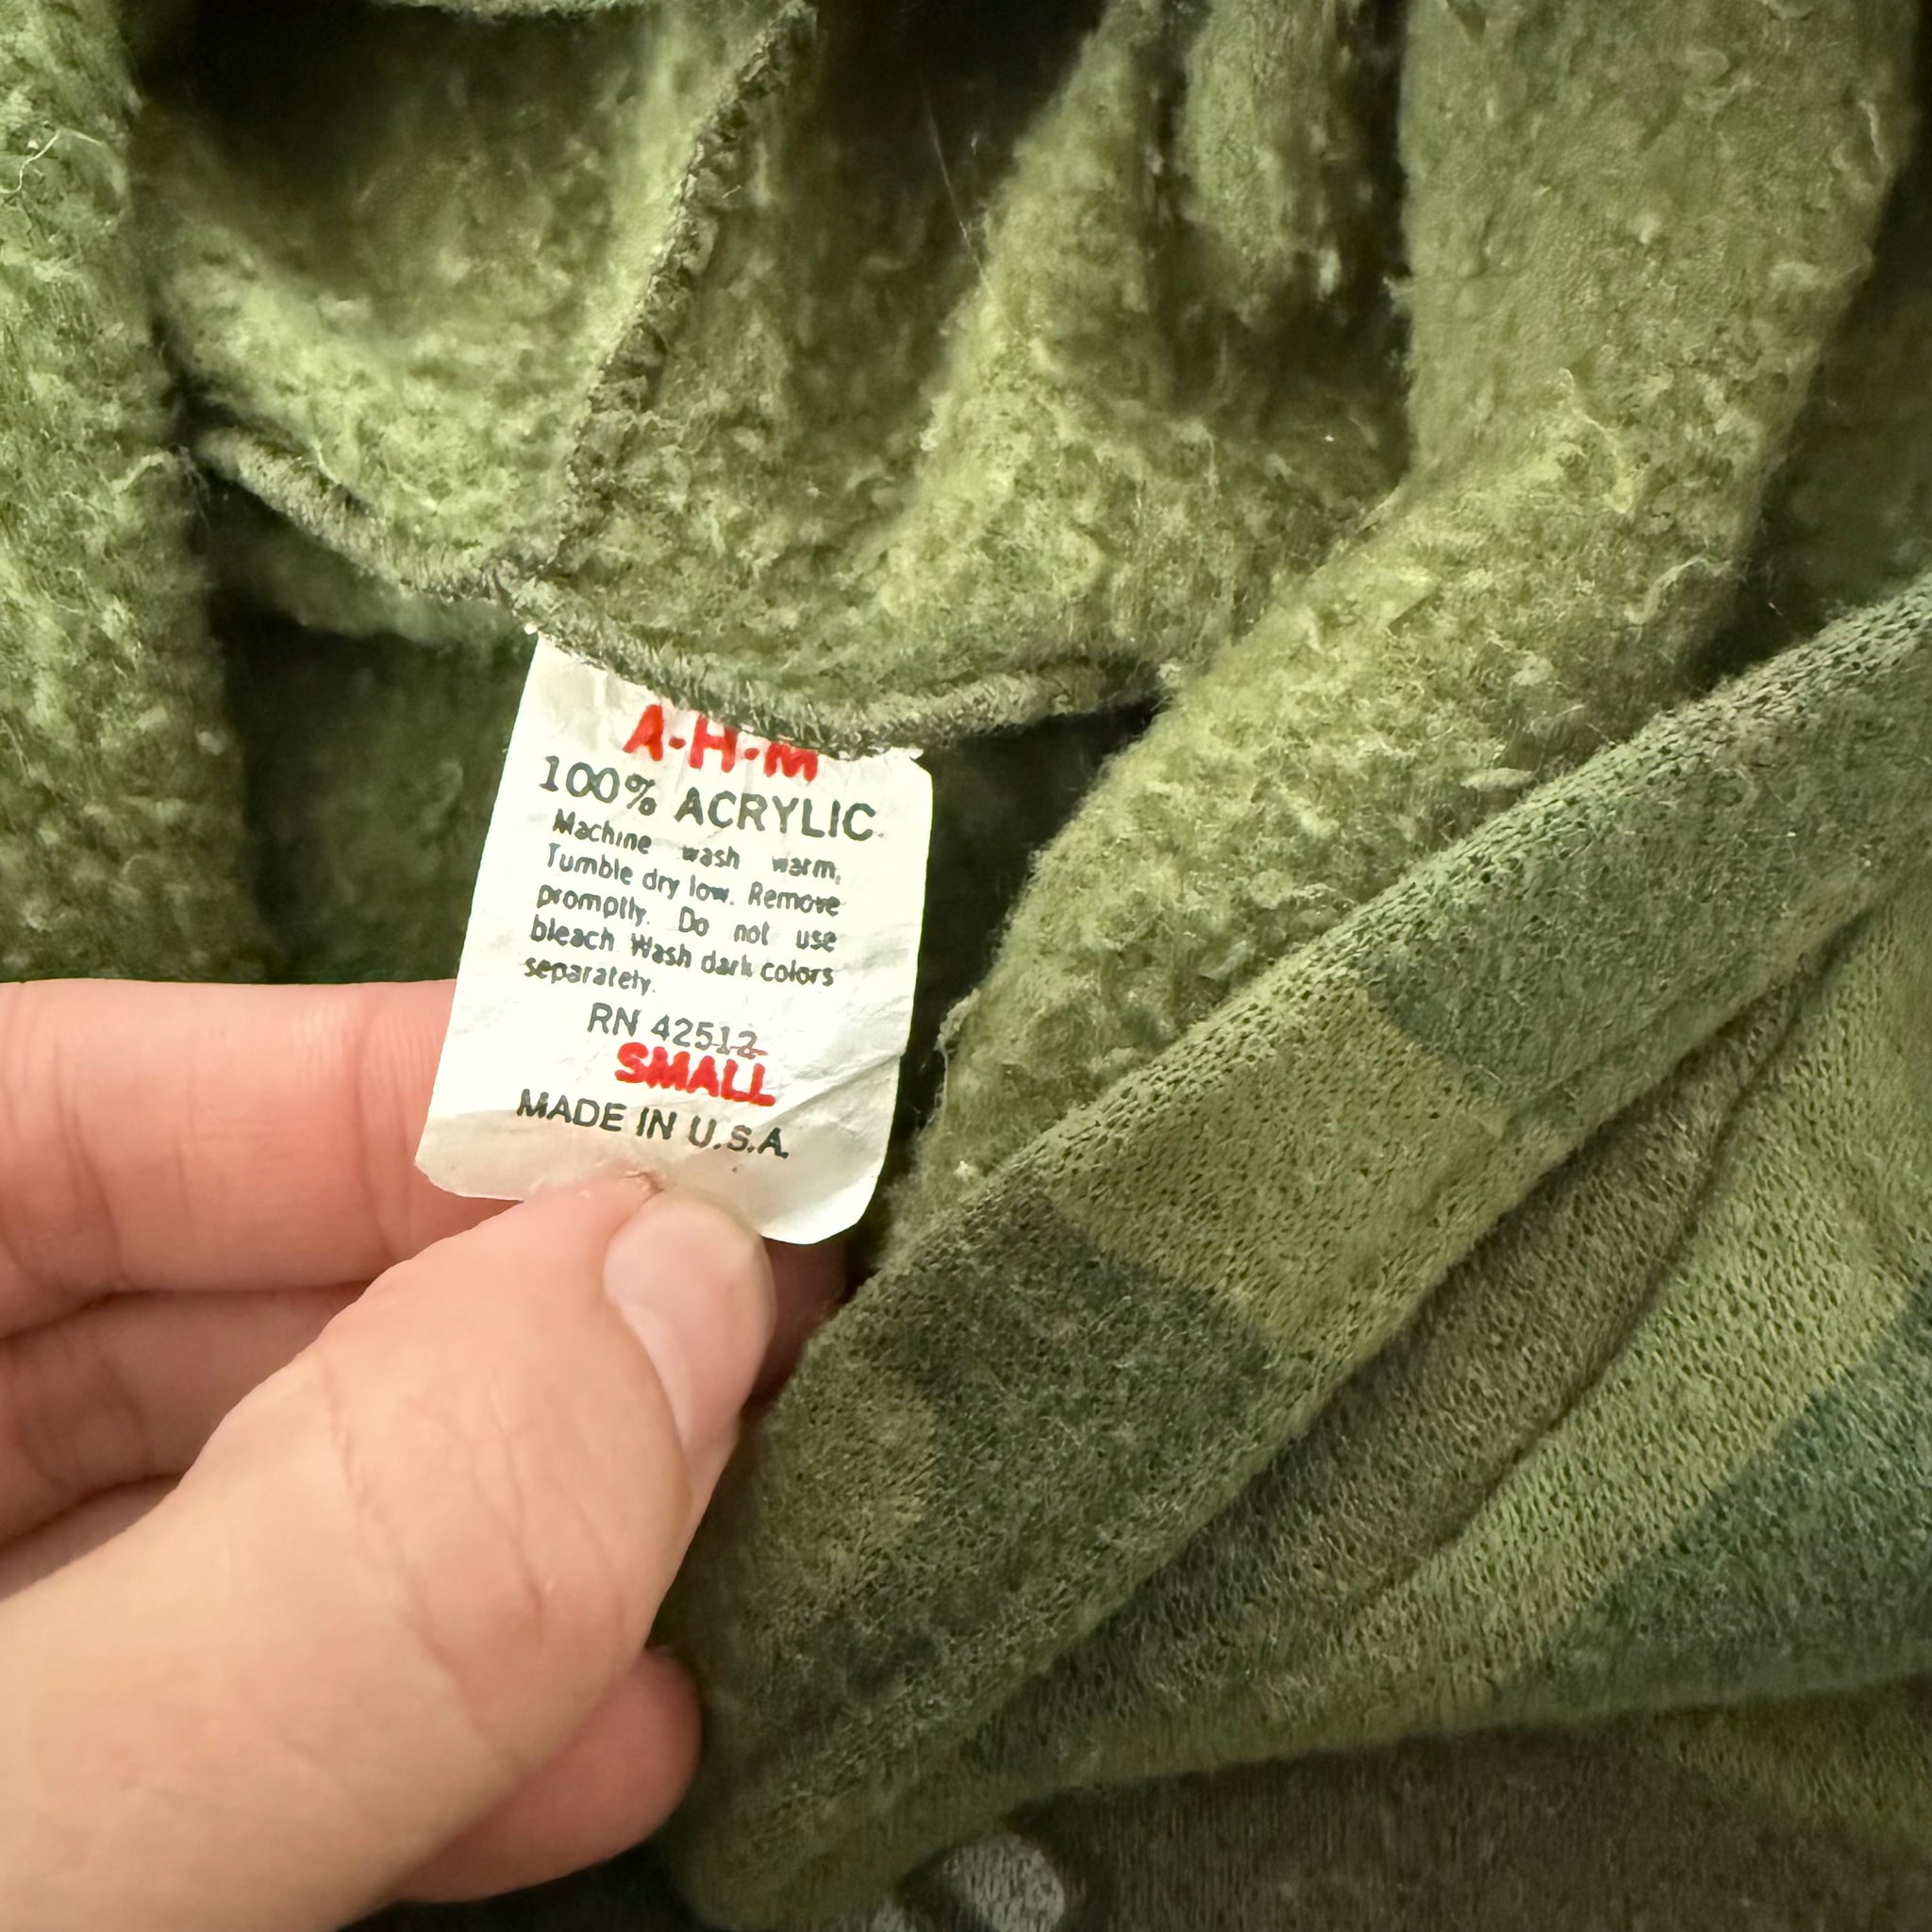 A-H-M
100% ACRYLIC
Machine wash warm.
Tumble dry low. Remove
promptly. Do not use
bleach Wash dark colors
separately.
RN 42512
SMALL
MADE IN U.S.A.